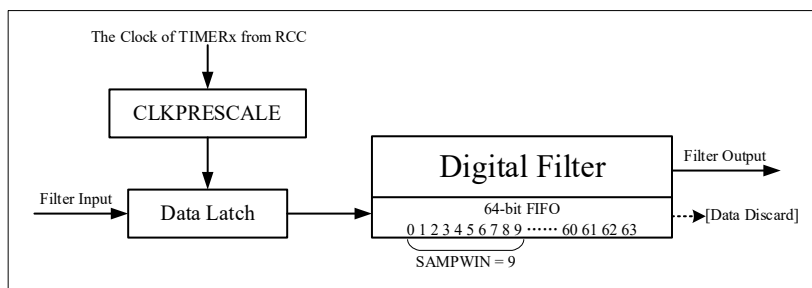 The Clock of TIMERx from RCC
CLKPRESCALE
Digital Filter
Filter Output
Filter Input
Data Latch
64-bit FIFO
[Data Discard]
0 1 2 3 4 5 6 7 8 9 ······ 60 61 62 63
SAMPWIN = 9